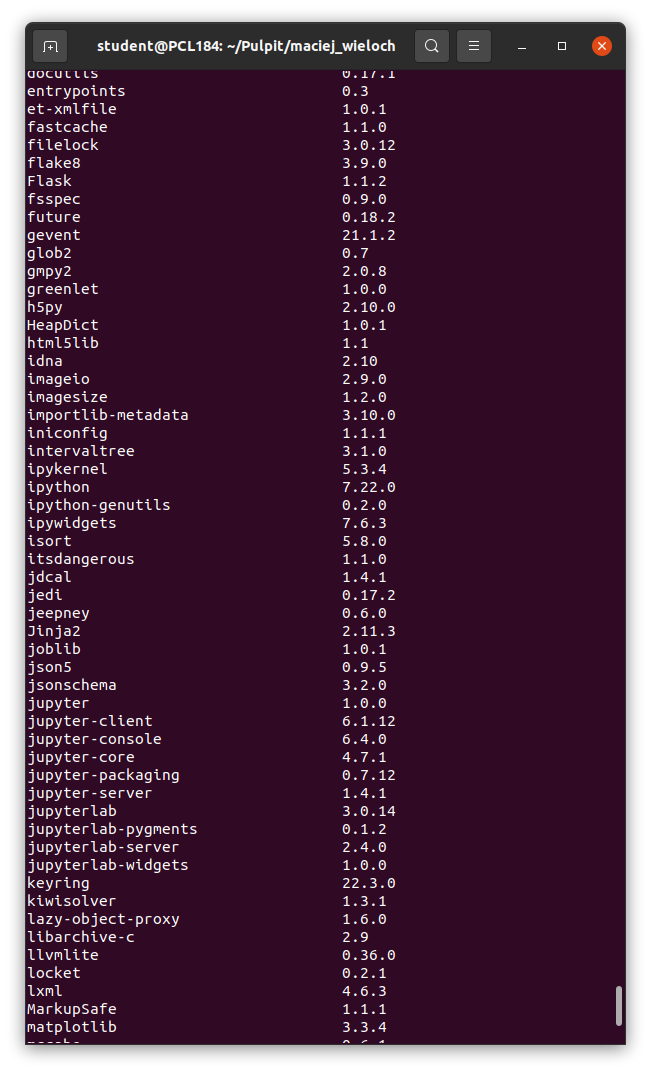 student@PCL184: ~/Pulpit/maciej_wieloch
docutils 0.17.1
entrypoints 0.3
et-xmlfile 1.0.1
fastcache 1.1.0
filelock 3.0.12
flake8 3.9.0
Flask 1.1.2
fsspec 0.9.0
future 0.18.2
gevent 21.1.2
glob2 0.7
gmpy2 2.0.8
greenlet 1.0.0
h5py 2.10.0
HeapDict 1.0.1
html5lib 1.1
idna 2.10
imageio 2.9.0
imagesize 1.2.0
importlib-metadata 3.10.0
iniconfig 1.1.1
intervaltree 3.1.0
ipykernel 5.3.4
ipython 7.22.0
ipython-genutils 0.2.0
ipywidgets 7.6.3
isort 5.8.0
itsdangerous 1.1.0
jdcal 1.4.1
jedi 0.17.2
jeepney 0.6.0
Jinja2 2.11.3
joblib 1.0.1
json5 0.9.5
jsonschema 3.2.0
jupyter 1.0.0
jupyter-client 6.1.12
jupyter-console 6.4.0
jupyter-core 4.7.1
jupyter-packaging 0.7.12
jupyter-server 1.4.1
jupyterlab 3.0.14
jupyterlab-pygments 0.1.2
jupyterlab-server 2.4.0
jupyterlab-widgets 1.0.0
keyring 22.3.0
kiwisolver 1.3.1
lazy-object-proxy 1.6.0
libarchive-c 2.9
llvmlite 0.36.0
locket 0.2.1
lxml 4.6.3
MarkupSafe 1.1.1
matplotlib 3.3.4